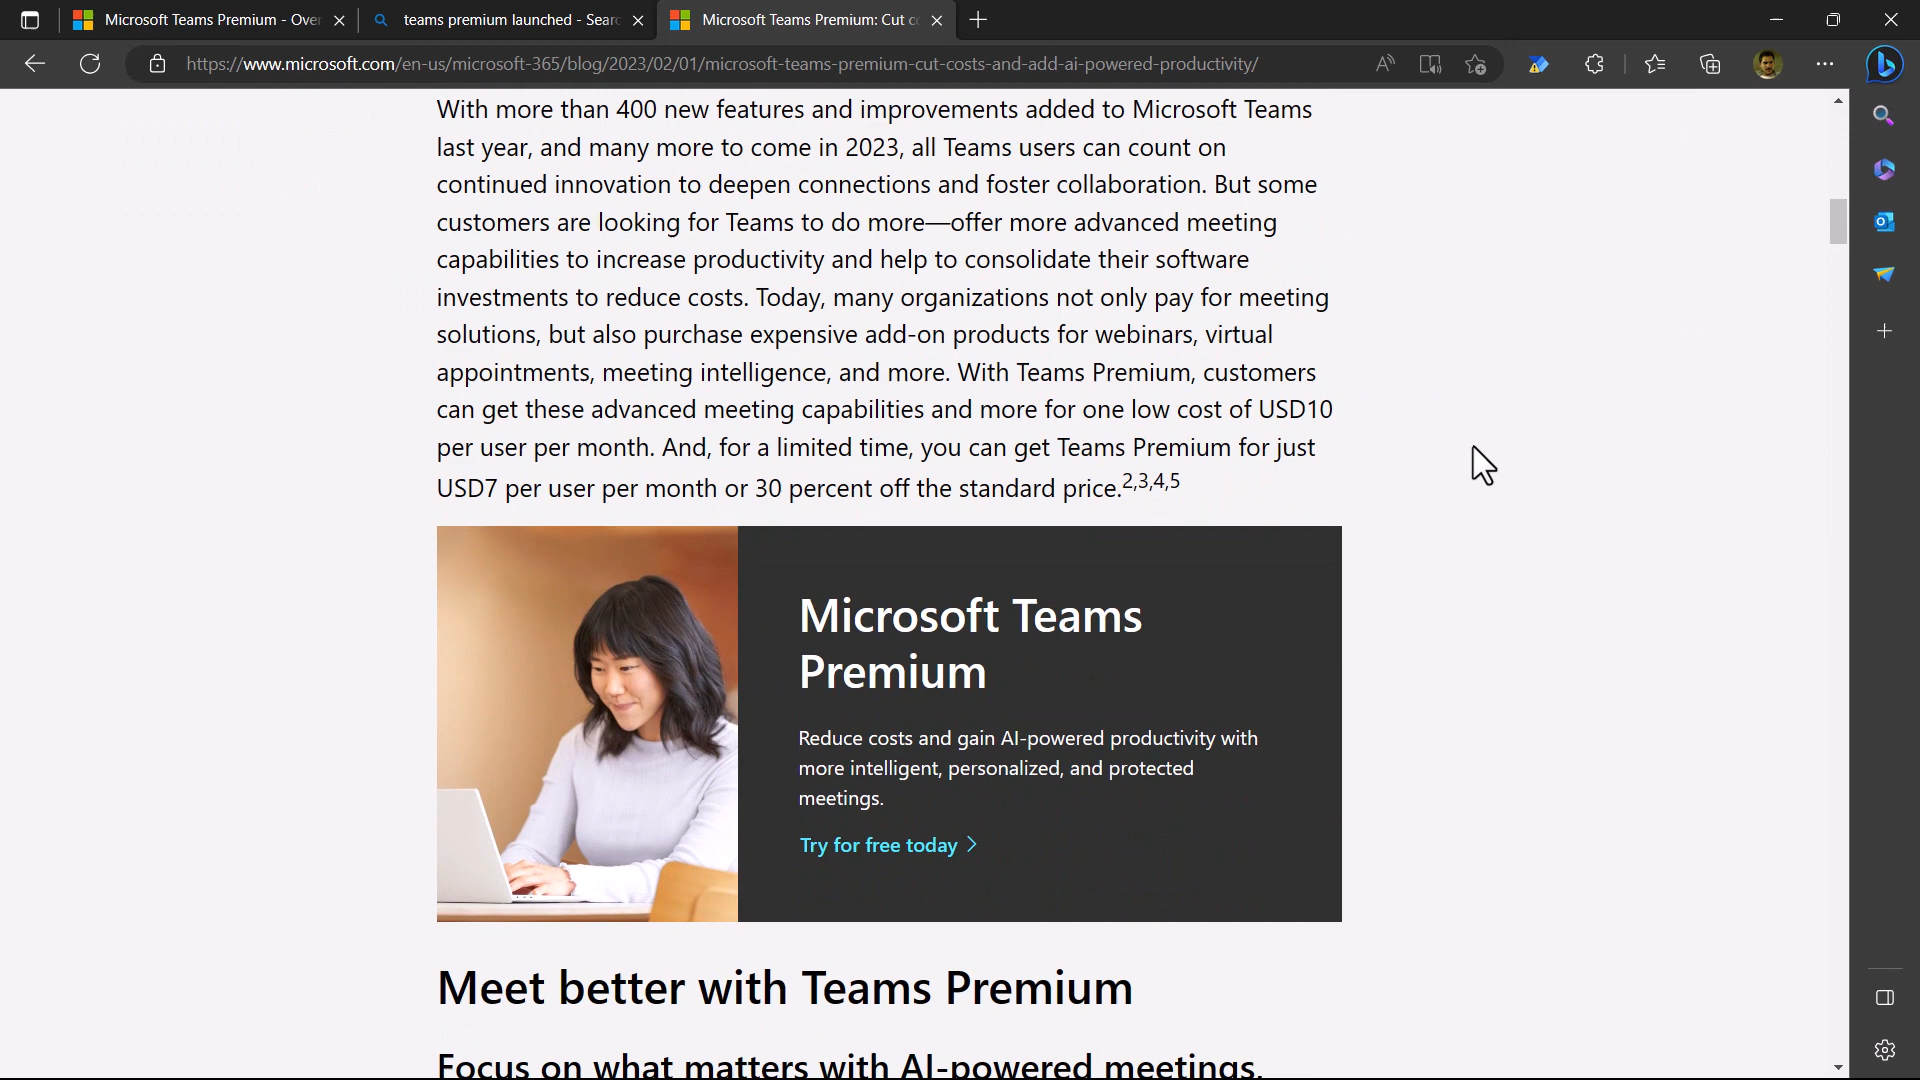 Microsoft Teams Premium - Over
teams premium launched - Searc
Microsoft Teams Premium: Cut c
https://www.microsoft.com/en-us/microsoft-365/blog/2023/02/01/microsoft-teams-premium-cut-costs-and-add-ai-powered-productivity/
With more than 400 new features and improvements added to Microsoft Teams
last year, and many more to come in 2023, all Teams users can count on
continued innovation to deepen connections and foster collaboration. But some
customers are looking for Teams to do more—offer more advanced meeting
capabilities to increase productivity and help to consolidate their software
investments to reduce costs. Today, many organizations not only pay for meeting
solutions, but also purchase expensive add-on products for webinars, virtual
appointments, meeting intelligence, and more. With Teams Premium, customers
can get these advanced meeting capabilities and more for one low cost of USD10
per user per month. And, for a limited time, you can get Teams Premium for just
USD7 per user per month or 30 percent off the standard price.2,3,4,5
Microsoft Teams
Premium
Reduce costs and gain AI-powered productivity with
more intelligent, personalized, and protected
meetings.
Try for free today
Meet better with Teams Premium
Focus on what matters with AI-powered meetings,